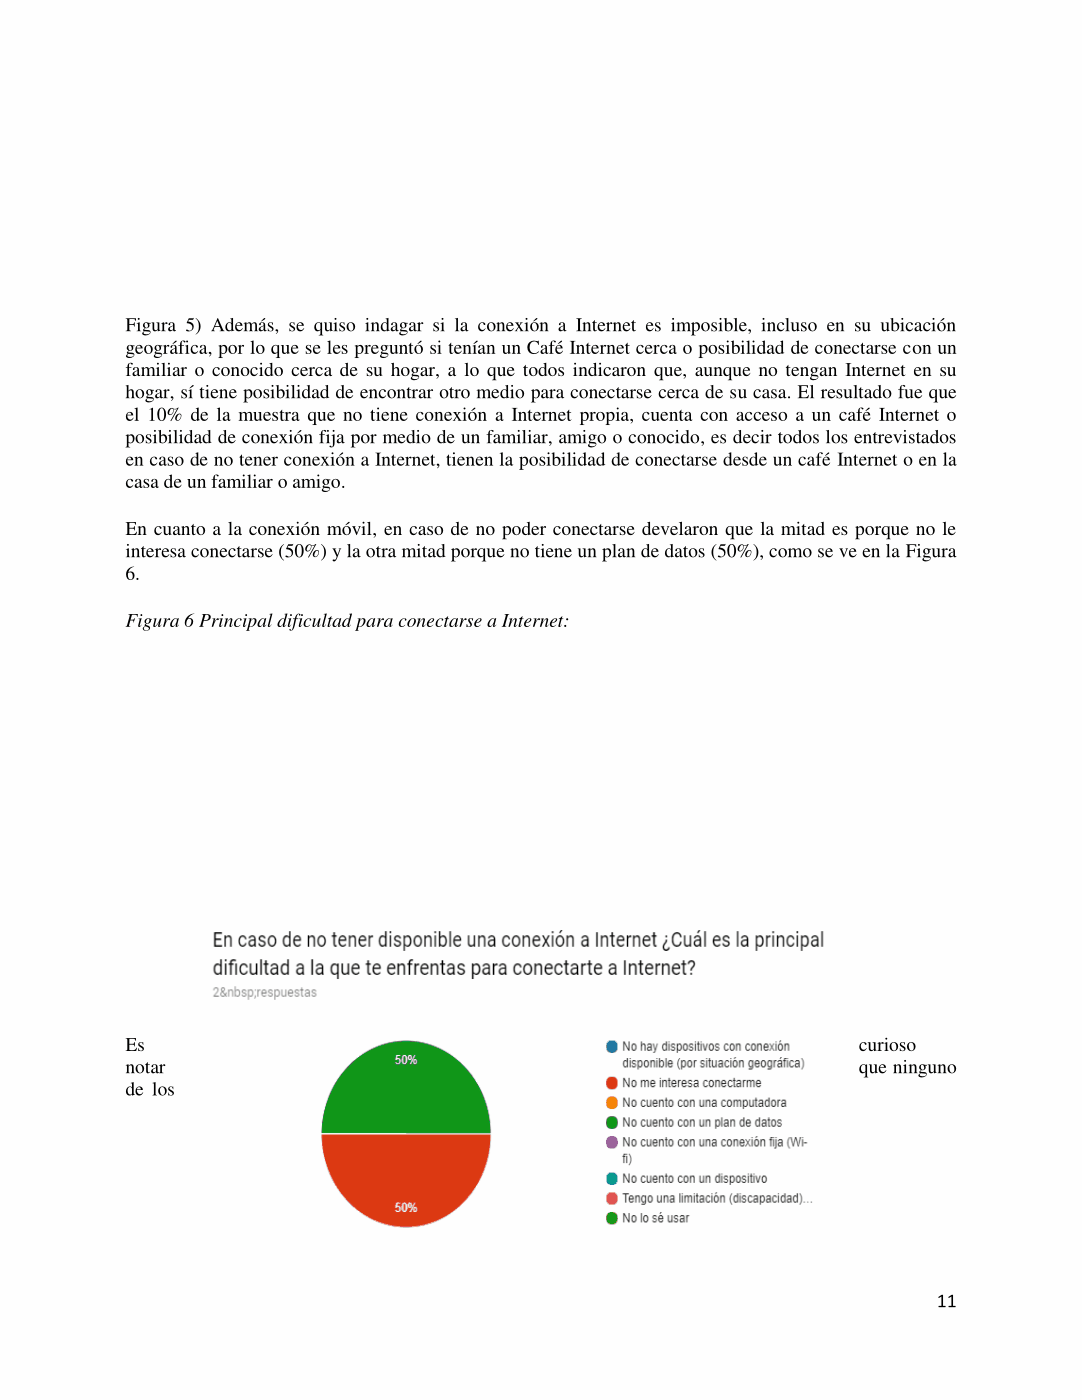 Figura 5) Además, se quiso indagar si la conexión a Internet es imposible, incluso en su ubicación
geográfica, por lo que se les preguntó si tenían un Café Internet cerca o posibilidad de conectarse con un
familiar o conocido cerca de su hogar, a lo que todos indicaron que, aunque no tengan Internet en su
hogar, sí tiene posibilidad de encontrar otro medio para conectarse cerca de su casa. El resultado fue que
el 10% de la muestra que no tiene conexión a Internet propia, cuenta con acceso a un café Internet o
posibilidad de conexión fija por medio de un familiar, amigo o conocido, es decir todos los entrevistados
en caso de no tener conexión a Internet, tienen la posibilidad de conectarse desde un café Internet o en la
casa de un familiar o amigo.
En cuanto a la conexión móvil, en caso de no poder conectarse develaron que la mitad es porque no le
interesa conectarse (50%) y la otra mitad porque no tiene un plan de datos (50%), como se ve en la Figura
6.
Figura 6 Principal dificultad para conectarse a Internet:
En caso de no tener disponible una conexión a Internet ¿Cuál es la principal
dificultad a la que te enfrentas para conectarte a Internet?
2&nbsp;respuestas
Es curioso
notar que ninguno
de los
50%
50%
No hay dispositivos con conexión
disponible (por situación geográfica)
No me interesa conectarme
No cuento con una computadora
No cuento con un plan de datos
No cuento con una conexión fija (Wi-
fi)
No cuento con un dispositivo
Tengo una limitación (discapacidad)...
No lo sé usar
11